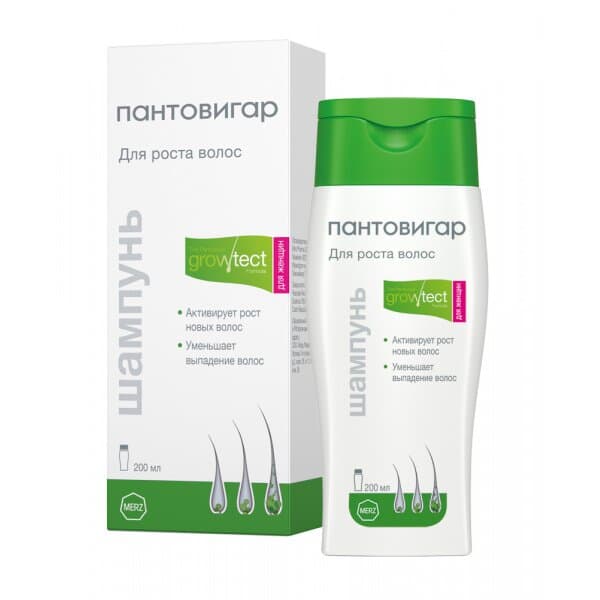 пантовигар
Для роста волос
шампунь
growtect
для женщин
• Активирует рост
новых волос
• Уменьшает
выпадение волос
200 мл
MERZ
пантовигар
Для роста волос
шампунь
growtect
для женщин
• Активирует рост
новых волос
• Уменьшает
выпадение волос
200 мл
MERZ